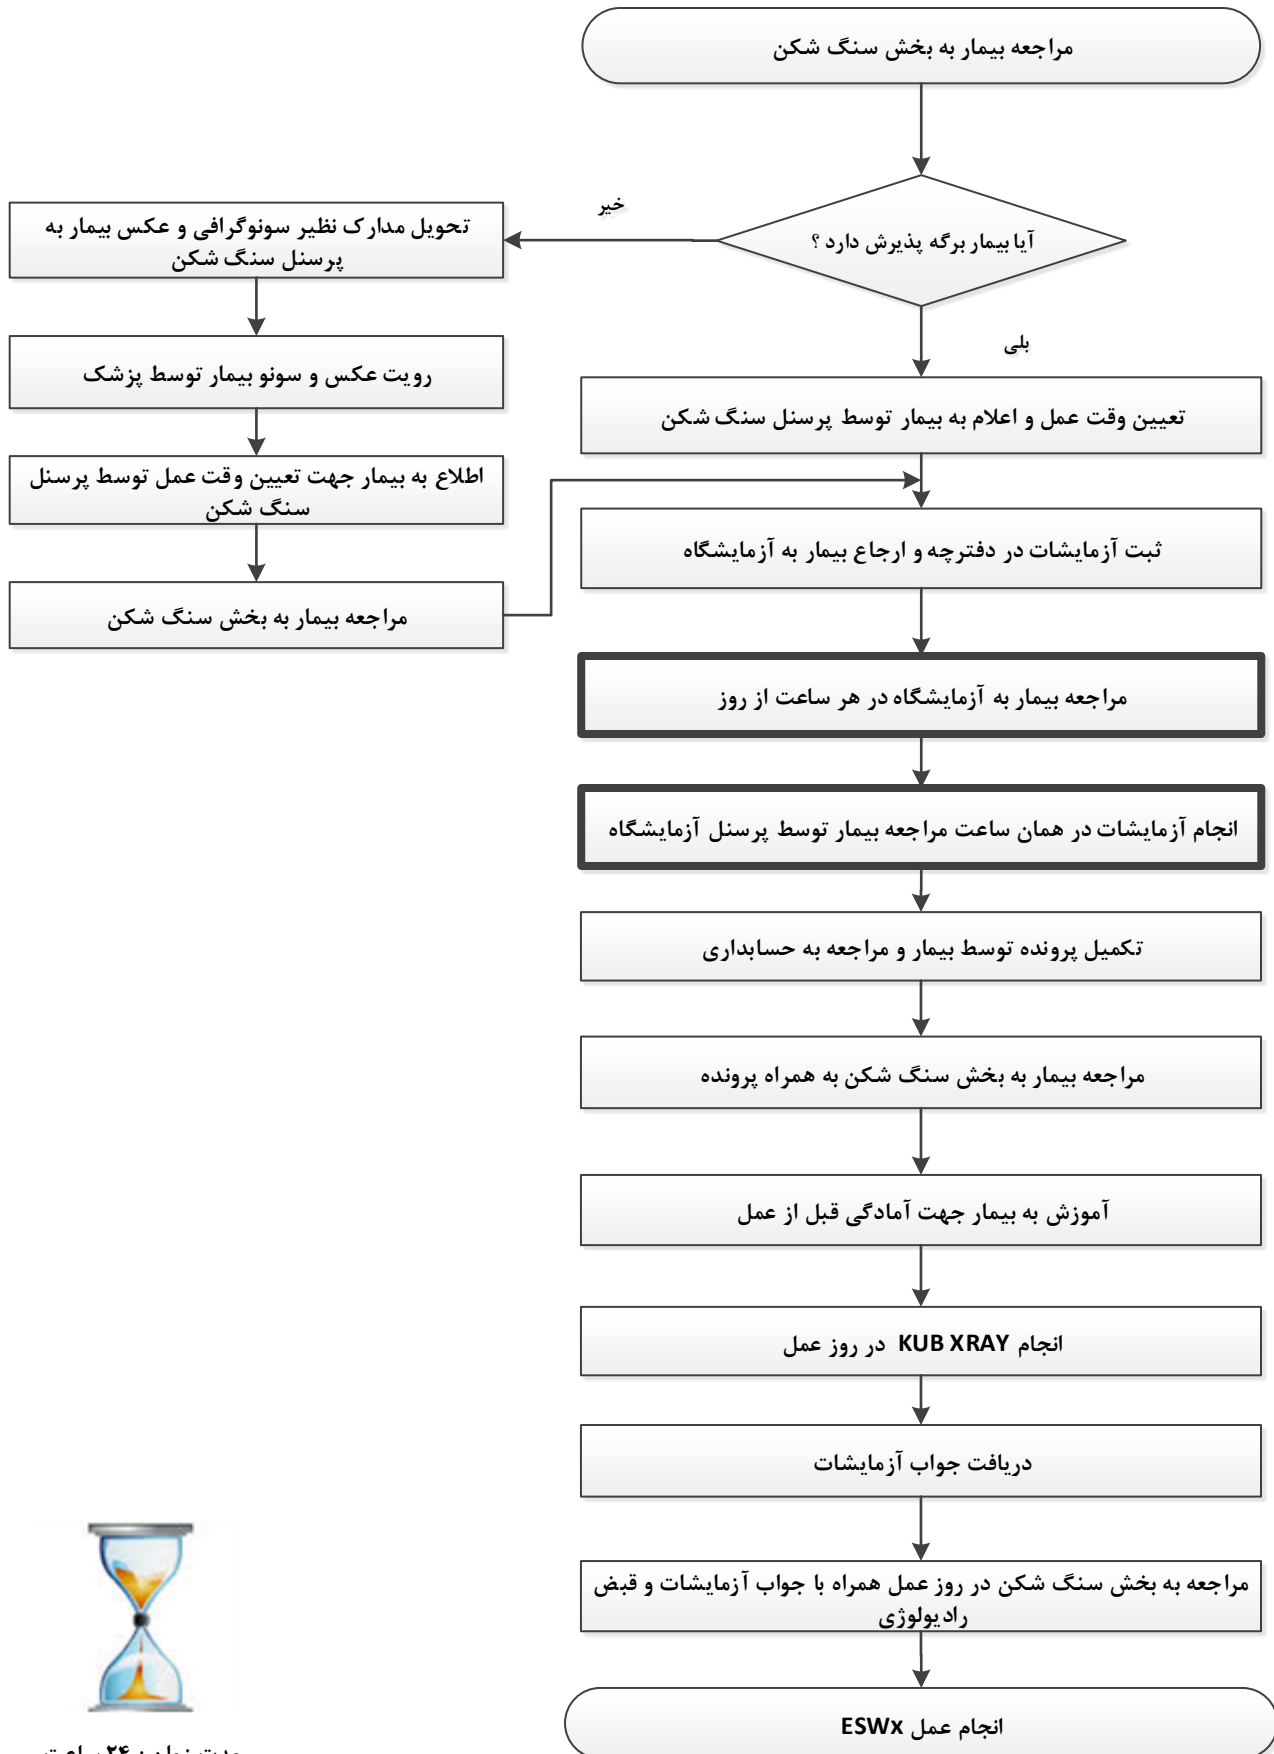 مراجعه بیمار به بخش سنگ شکن
آیا بیمار برگه پذیرش دارد ؟
خیر
تحویل مدارک نظیر سونوگرافی و عکس بیمار به
پرسنل سنگ شکن
رویت عکس و سونو بیمار توسط پزشک
اطلاع به بیمار جهت تعیین وقت عمل توسط پرسنل
سنگ شکن
مراجعه بیمار به بخش سنگ شکن
بلی
تعیین وقت عمل و اعلام به بیمار توسط پرسنل سنگ شکن
ثبت آزمایشات در دفترچه و ارجاع بیمار به آزمایشگاه
مراجعه بیمار به آزمایشگاه در هر ساعت از روز
انجام آزمایشات در همان ساعت مراجعه بیمار توسط پرسنل آزمایشگاه
تکمیل پرونده توسط بیمار و مراجعه به حسابداری
مراجعه بیمار به بخش سنگ شکن به همراه پرونده
آموزش به بیمار جهت آمادگی قبل از عمل
انجام KUB XRAY در روز عمل
دریافت جواب آزمایشات
مراجعه به بخش سنگ شکن در روز عمل همراه با جواب آزمایشات و قبض
رادیولوژی
انجام عمل ESWx
مدت زمان : ۲۴ ساعت